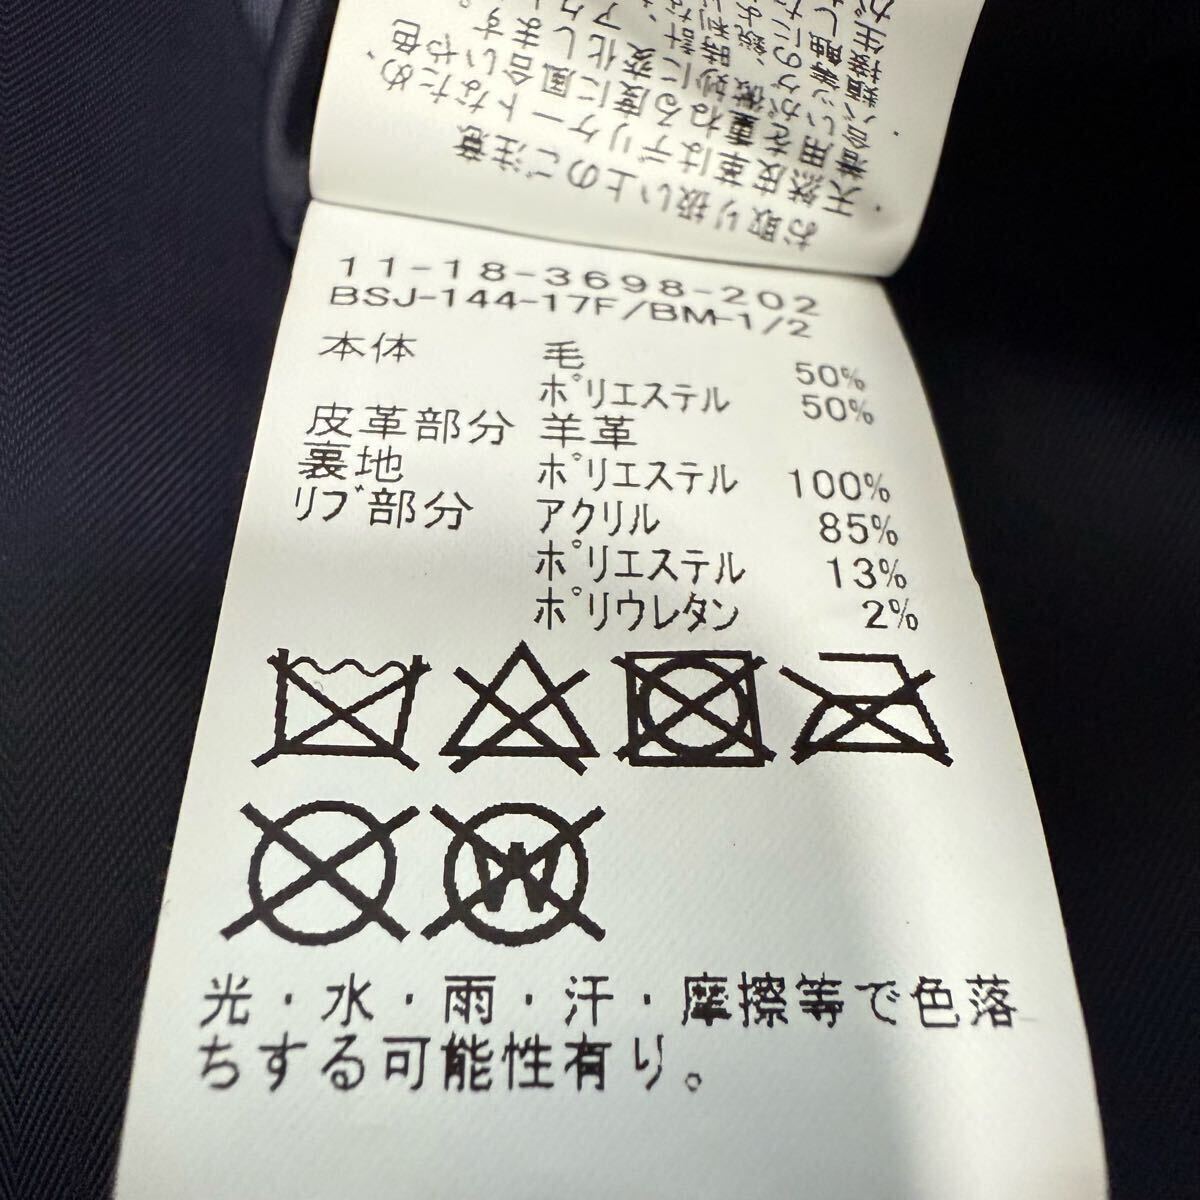 お取り扱い上のご注意
・天然皮革はデリケートなため、
着用を重ねる度に風合いや色
11-18-3698-202
BSJ-144-17F/BM-1/2
本体 毛 50%
ポリエステル 50%
皮革部分 羊革
裏地 ポリエステル 100%
リブ部分 アクリル 85%
ポリエステル 13%
ポリウレタン 2%
W
光・水・雨・汗・摩擦等で色落
ちする可能性有り。